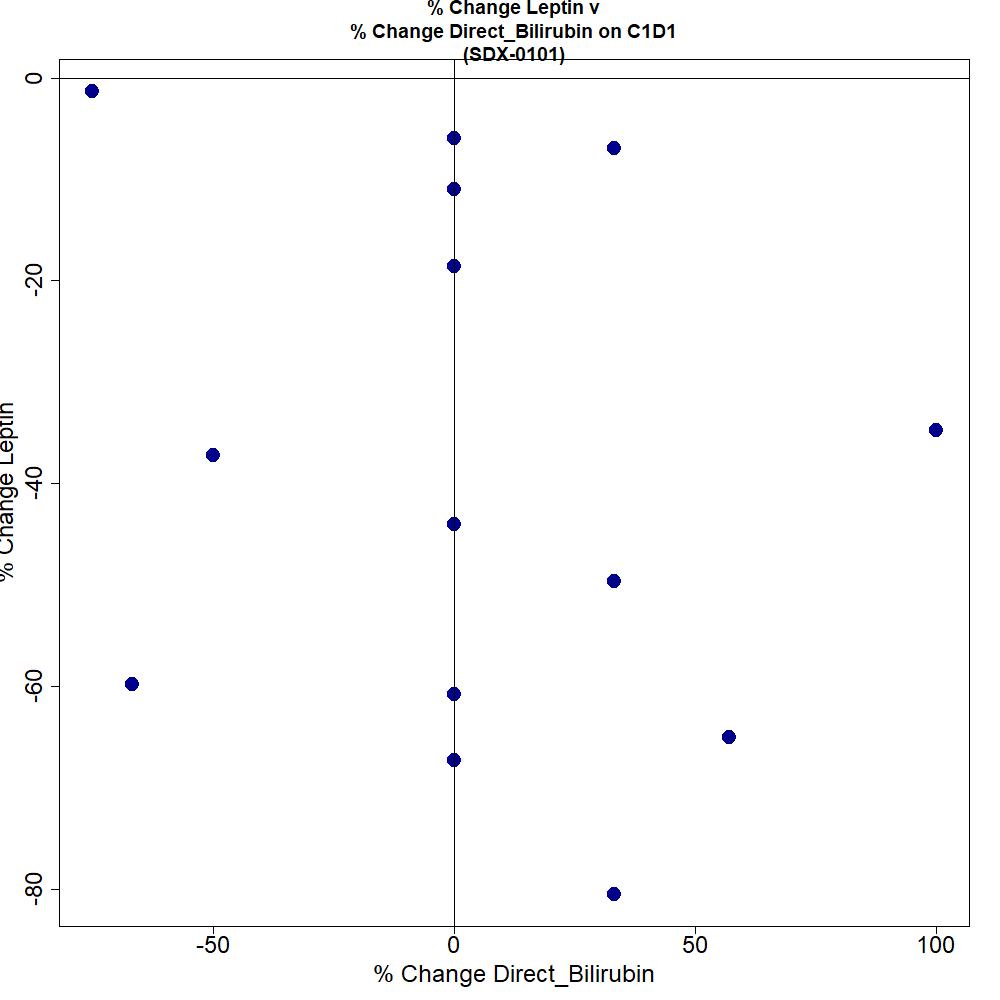 % Change Leptin v
% Change Direct_Bilirubin on C1D1
(SDX-0101)
0
-20
-40
-60
-80
% Change Leptin
-50
0
50
100
% Change Direct_Bilirubin